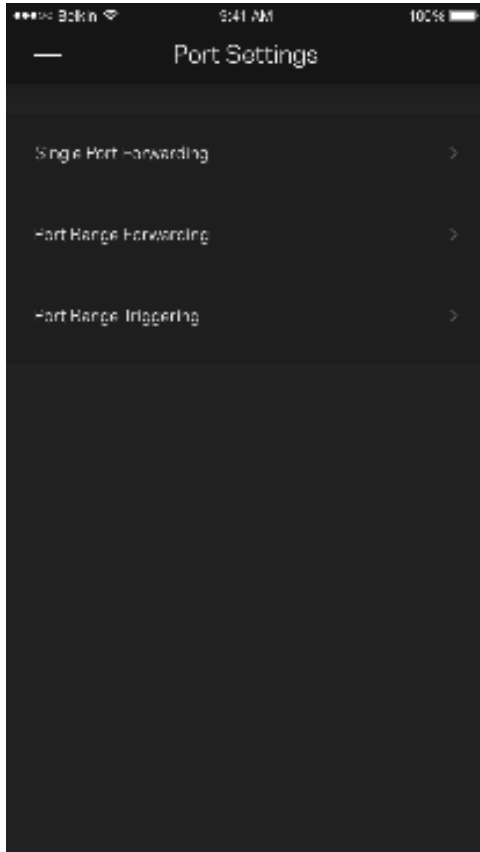 Belkin 9:41 AM 100%
Port Settings
Single Port Forwarding
Port Range Forwarding
Port Range Triggering